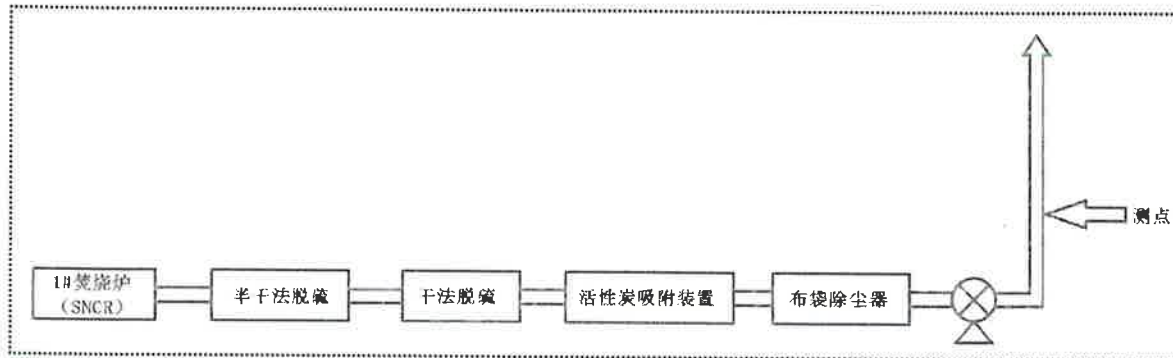 测点
1#焚烧炉
(SNCR)
半干法脱硫
干法脱硫
活性炭吸附装置
布袋除尘器